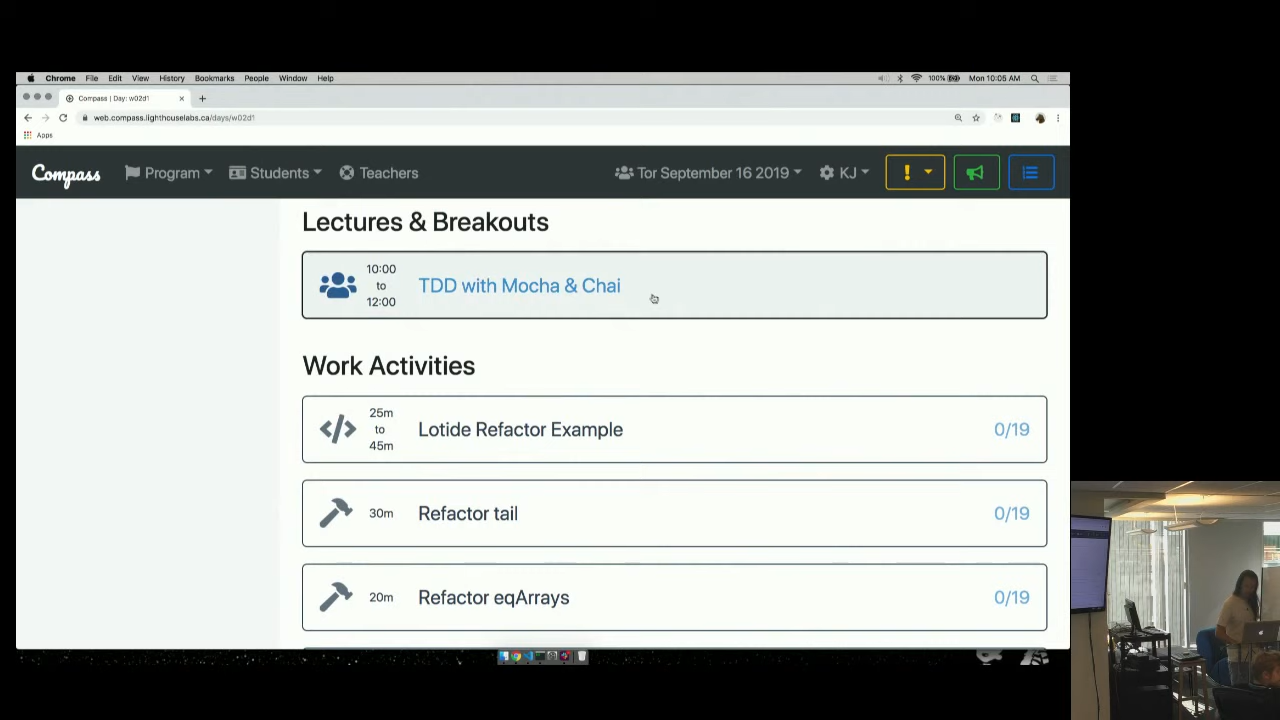 Chrome File Edit View History Bookmarks People Window Help 100% Mon 10:05 AM
Compass | Day: w02d1
web.compass.lighthouselabs.ca/days/w02d1
Apps
Compass Program Students Teachers Tor September 16 2019 KJ
Lectures & Breakouts
10:00
to
12:00
TDD with Mocha & Chai
Work Activities
25m
to
45m
Lotide Refactor Example 0/19
30m Refactor tail 0/19
20m Refactor eqArrays 0/19